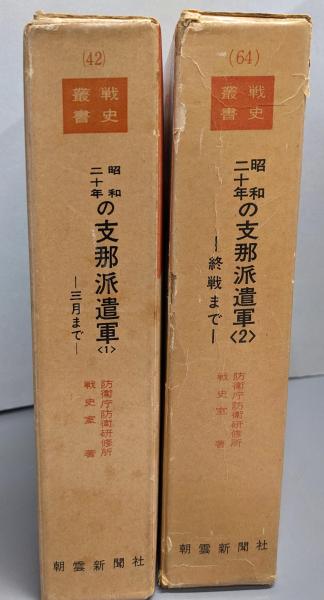 (42)
戦史
叢書
昭和
二十年
の支那派遣軍
〈1〉
―三月まで―
防衛庁防衛研修所
戦史室 著
朝雲新聞社
(64)
戦史
叢書
昭和
二十年
の支那派遣軍
〈2〉
―終戦まで―
防衛庁防衛研修所
戦史室 著
朝雲新聞社